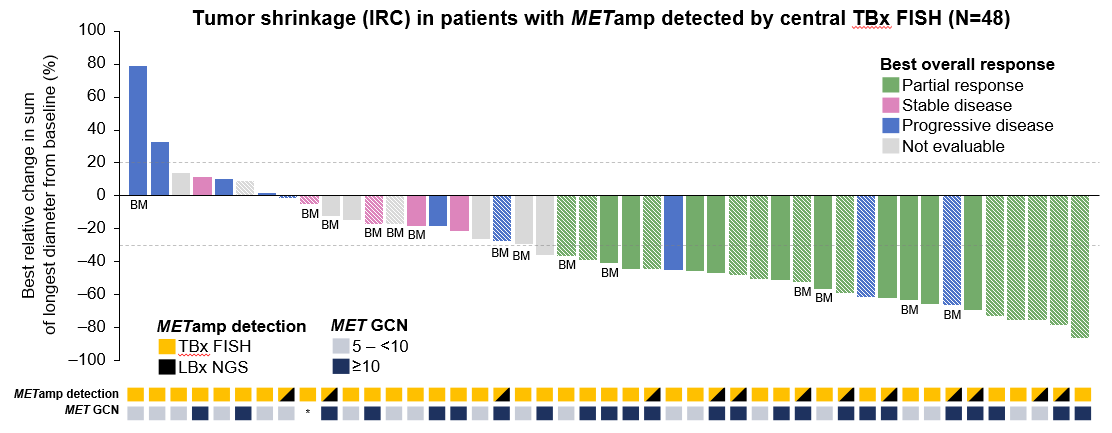 Tumor shrinkage (IRC) in patients with METamp detected by central TBx FISH (N=48)
Best relative change in sum
of longest diameter from baseline (%)
100
80
60
40
20
0
−20
−40
−60
−80
−100
Best overall response
Partial response
Stable disease
Progressive disease
Not evaluable
BM
BM
BM
BM
BM
BM
BM
BM
BM
BM
BM
BM
BM
BM
METamp detection
TBx FISH
LBx NGS
MET GCN
5 – <10
≥10
METamp detection
MET GCN
*